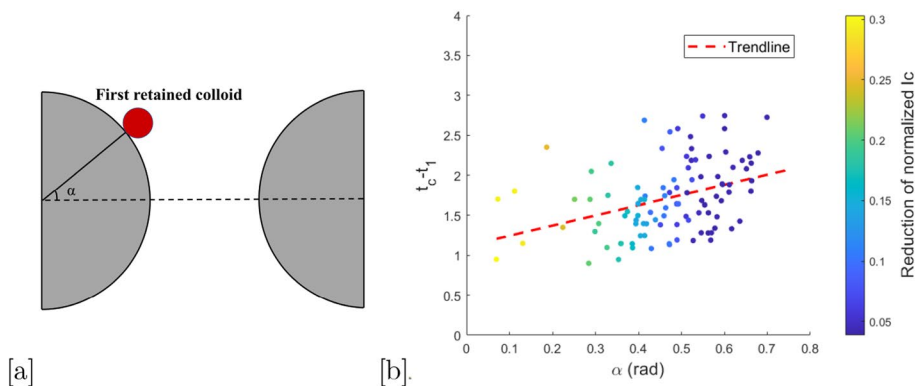 First retained colloid
α
[a]
4
3.5
3
2.5
2
1.5
1
0.5
0
t_c-t_1
0 0.1 0.2 0.3 0.4 0.5 0.6 0.7 0.8
α (rad)
Trendline
[b].
0.3
0.25
0.2
0.15
0.1
0.05
Reduction of normalized Ic